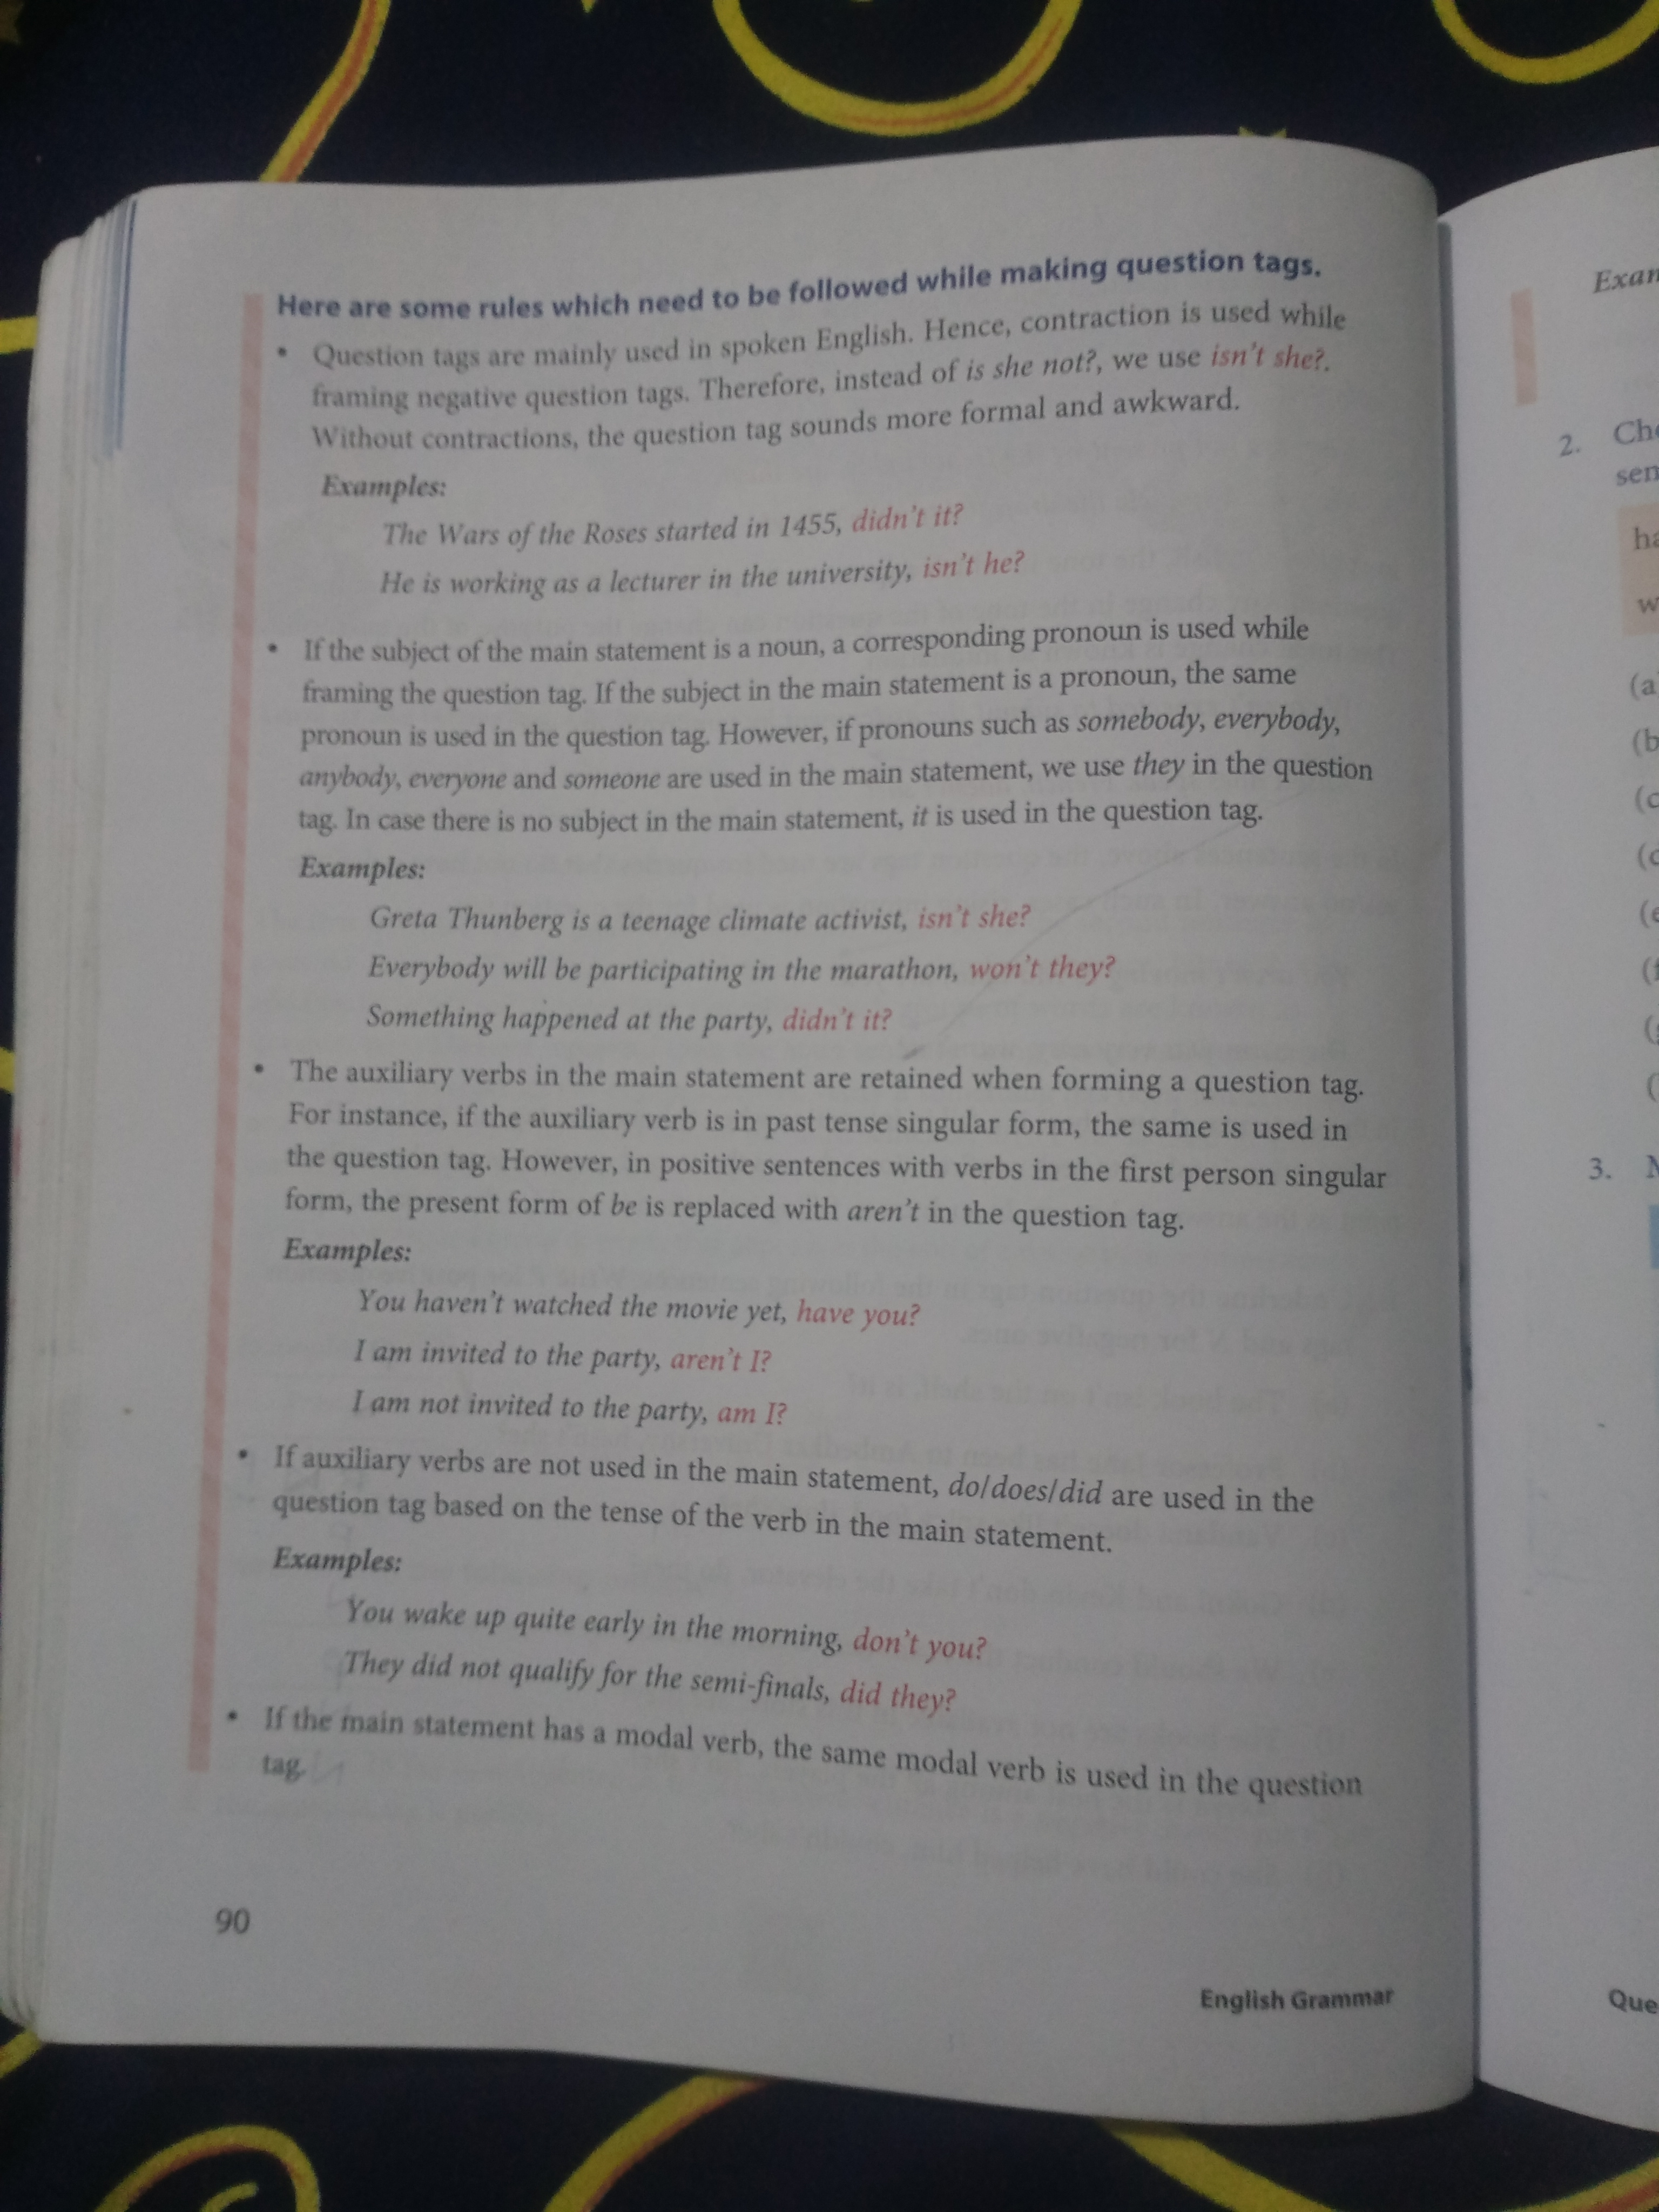 Here are some rules which need to be followed while making question tags.
• Question tags are mainly used in spoken English. Hence, contraction is used while
framing negative question tags. Therefore, instead of is she not?, we use isn't she?.
Without contractions, the question tag sounds more formal and awkward.
Examples:
The Wars of the Roses started in 1455, didn't it?
He is working as a lecturer in the university, isn't he?
• If the subject of the main statement is a noun, a corresponding pronoun is used while
framing the question tag. If the subject in the main statement is a pronoun, the same
pronoun is used in the question tag. However, if pronouns such as somebody, everybody,
anybody, everyone and someone are used in the main statement, we use they in the question
tag. In case there is no subject in the main statement, it is used in the question tag.
Examples:
Greta Thunberg is a teenage climate activist, isn't she?
Everybody will be participating in the marathon, won't they?
Something happened at the party, didn't it?
• The auxiliary verbs in the main statement are retained when forming a question tag.
For instance, if the auxiliary verb is in past tense singular form, the same is used in
the question tag. However, in positive sentences with verbs in the first person singular
form, the present form of be is replaced with aren't in the question tag.
Examples:
You haven't watched the movie yet, have you?
I am invited to the party, aren't I?
I am not invited to the party, am I?
• If auxiliary verbs are not used in the main statement, do/does/did are used in the
question tag based on the tense of the verb in the main statement.
Examples:
You wake up quite early in the morning, don't you?
They did not qualify for the semi-finals, did they?
• If the main statement has a modal verb, the same modal verb is used in the question
tag.
90
English Grammar
2.
3.
(a
(b